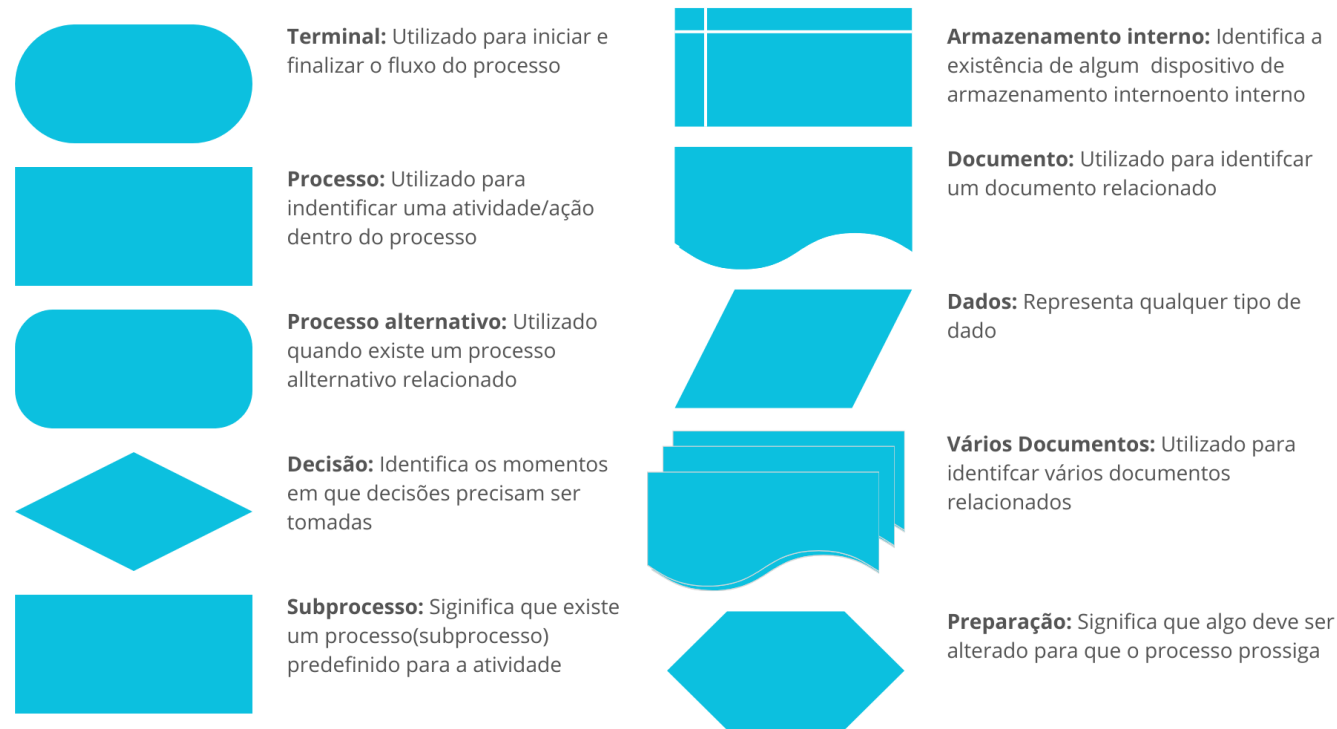 Terminal: Utilizado para iniciar e
finalizar o fluxo do processo
Processo: Utilizado para
indentificar uma atividade/ação
dentro do processo
Processo alternativo: Utilizado
quando existe um processo
allternativo relacionado
Decisão: Identifica os momentos
em que decisões precisam ser
tomadas
Subprocesso: Siginifica que existe
um processo(subprocesso)
predefinido para a atividade
Armazenamento interno: Identifica a
existência de algum  dispositivo de
armazenamento internoento interno
Documento: Utilizado para identifcar
um documento relacionado
Dados: Representa qualquer tipo de
dado
Vários Documentos: Utilizado para
identifcar vários documentos
relacionados
Preparação: Significa que algo deve ser
alterado para que o processo prossiga